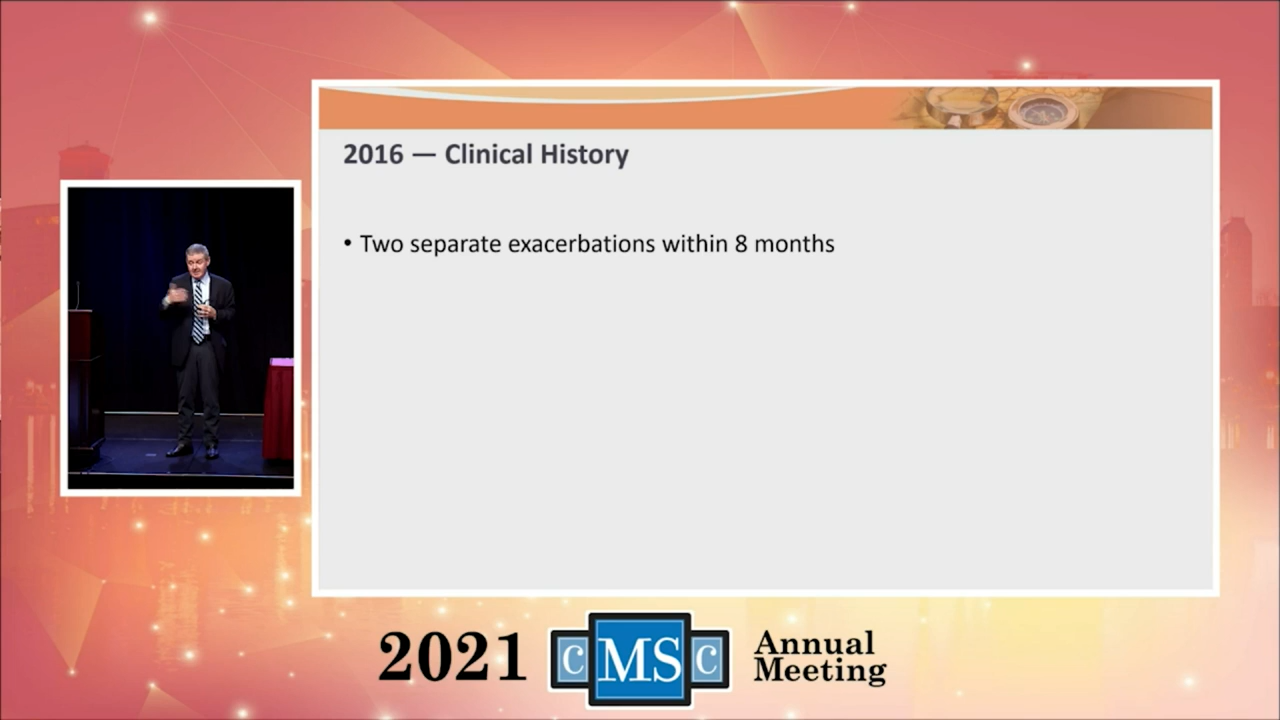 2016 — Clinical History
• Two separate exacerbations within 8 months
2021 CMSC Annual
Meeting